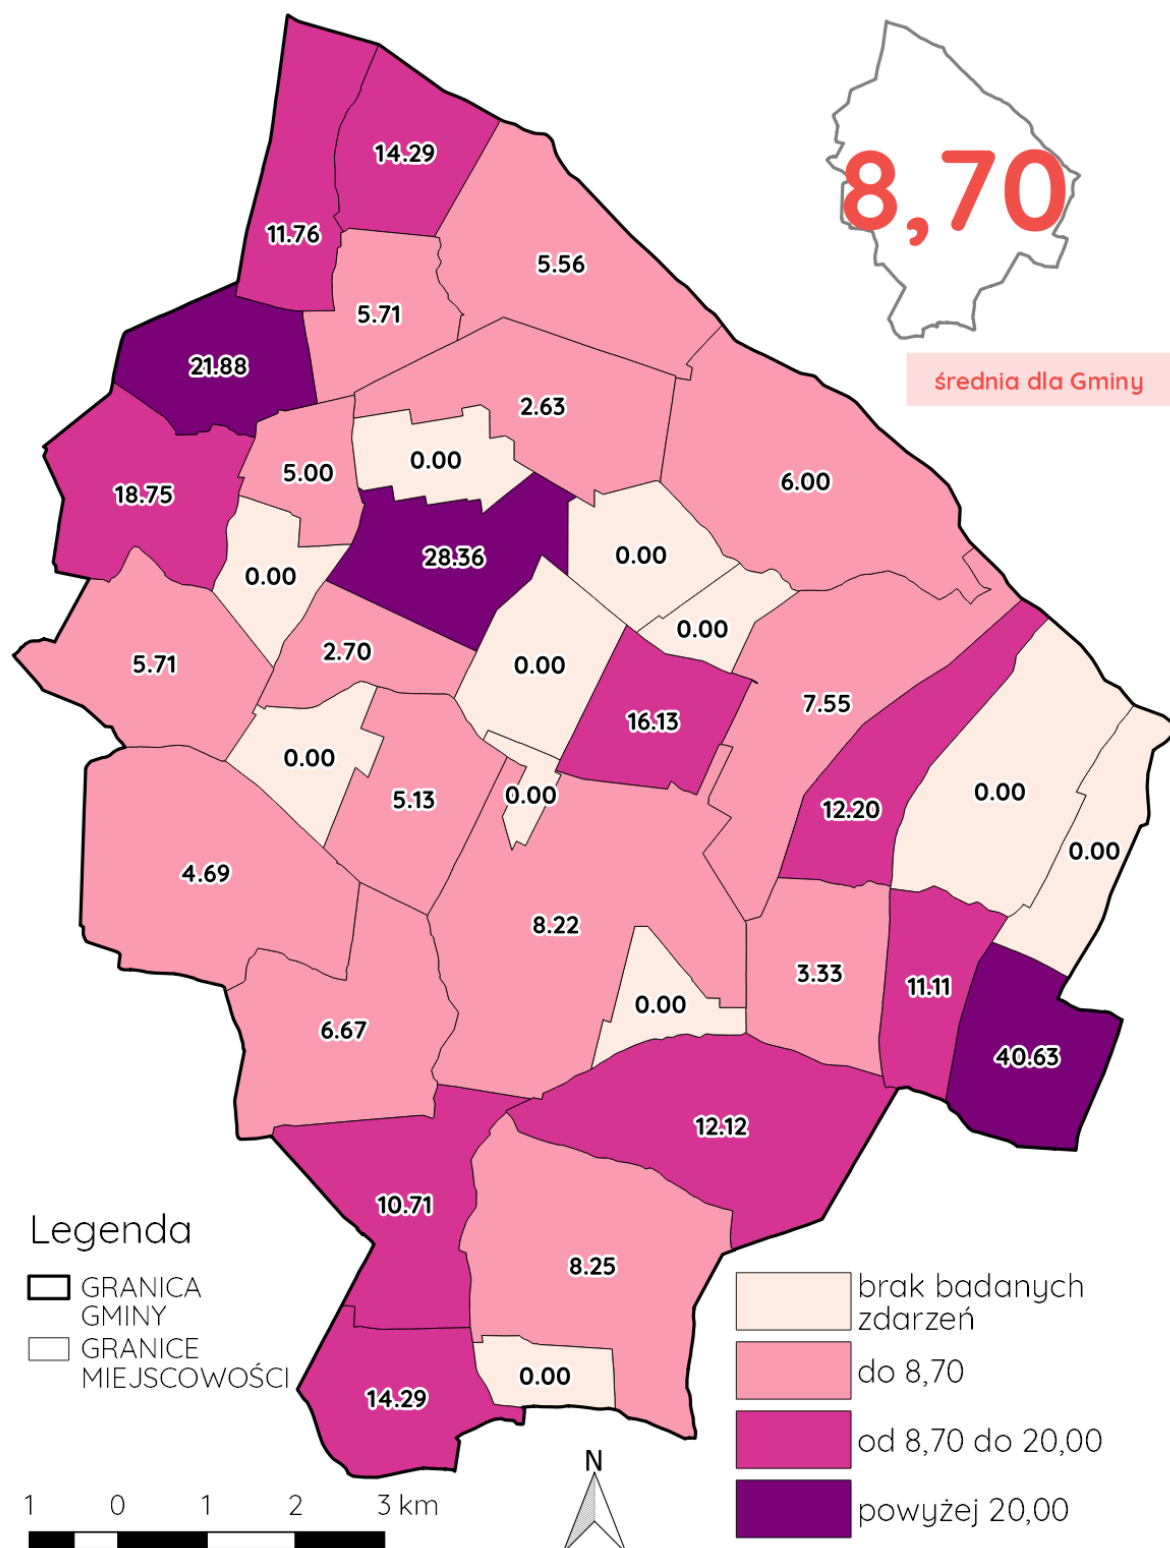 8,70
średnia dla Gminy
14.29
11.76
5.56
5.71
21.88
2.63
0.00
5.00
6.00
18.75
28.36
0.00
0.00
0.00
2.70
5.71
0.00
16.13
7.55
0.00
0.00
0.00
5.13
12.20
0.00
4.69
8.22
3.33
11.11
0.00
6.67
40.63
12.12
10.71
8.25
0.00
14.29
Legenda
GRANICA
GMINY
GRANICE
MIEJSCOWOŚCI
brak badanych
zdarzeń
do 8,70
od 8,70 do 20,00
powyżej 20,00
N
1 0 1 2 3 km